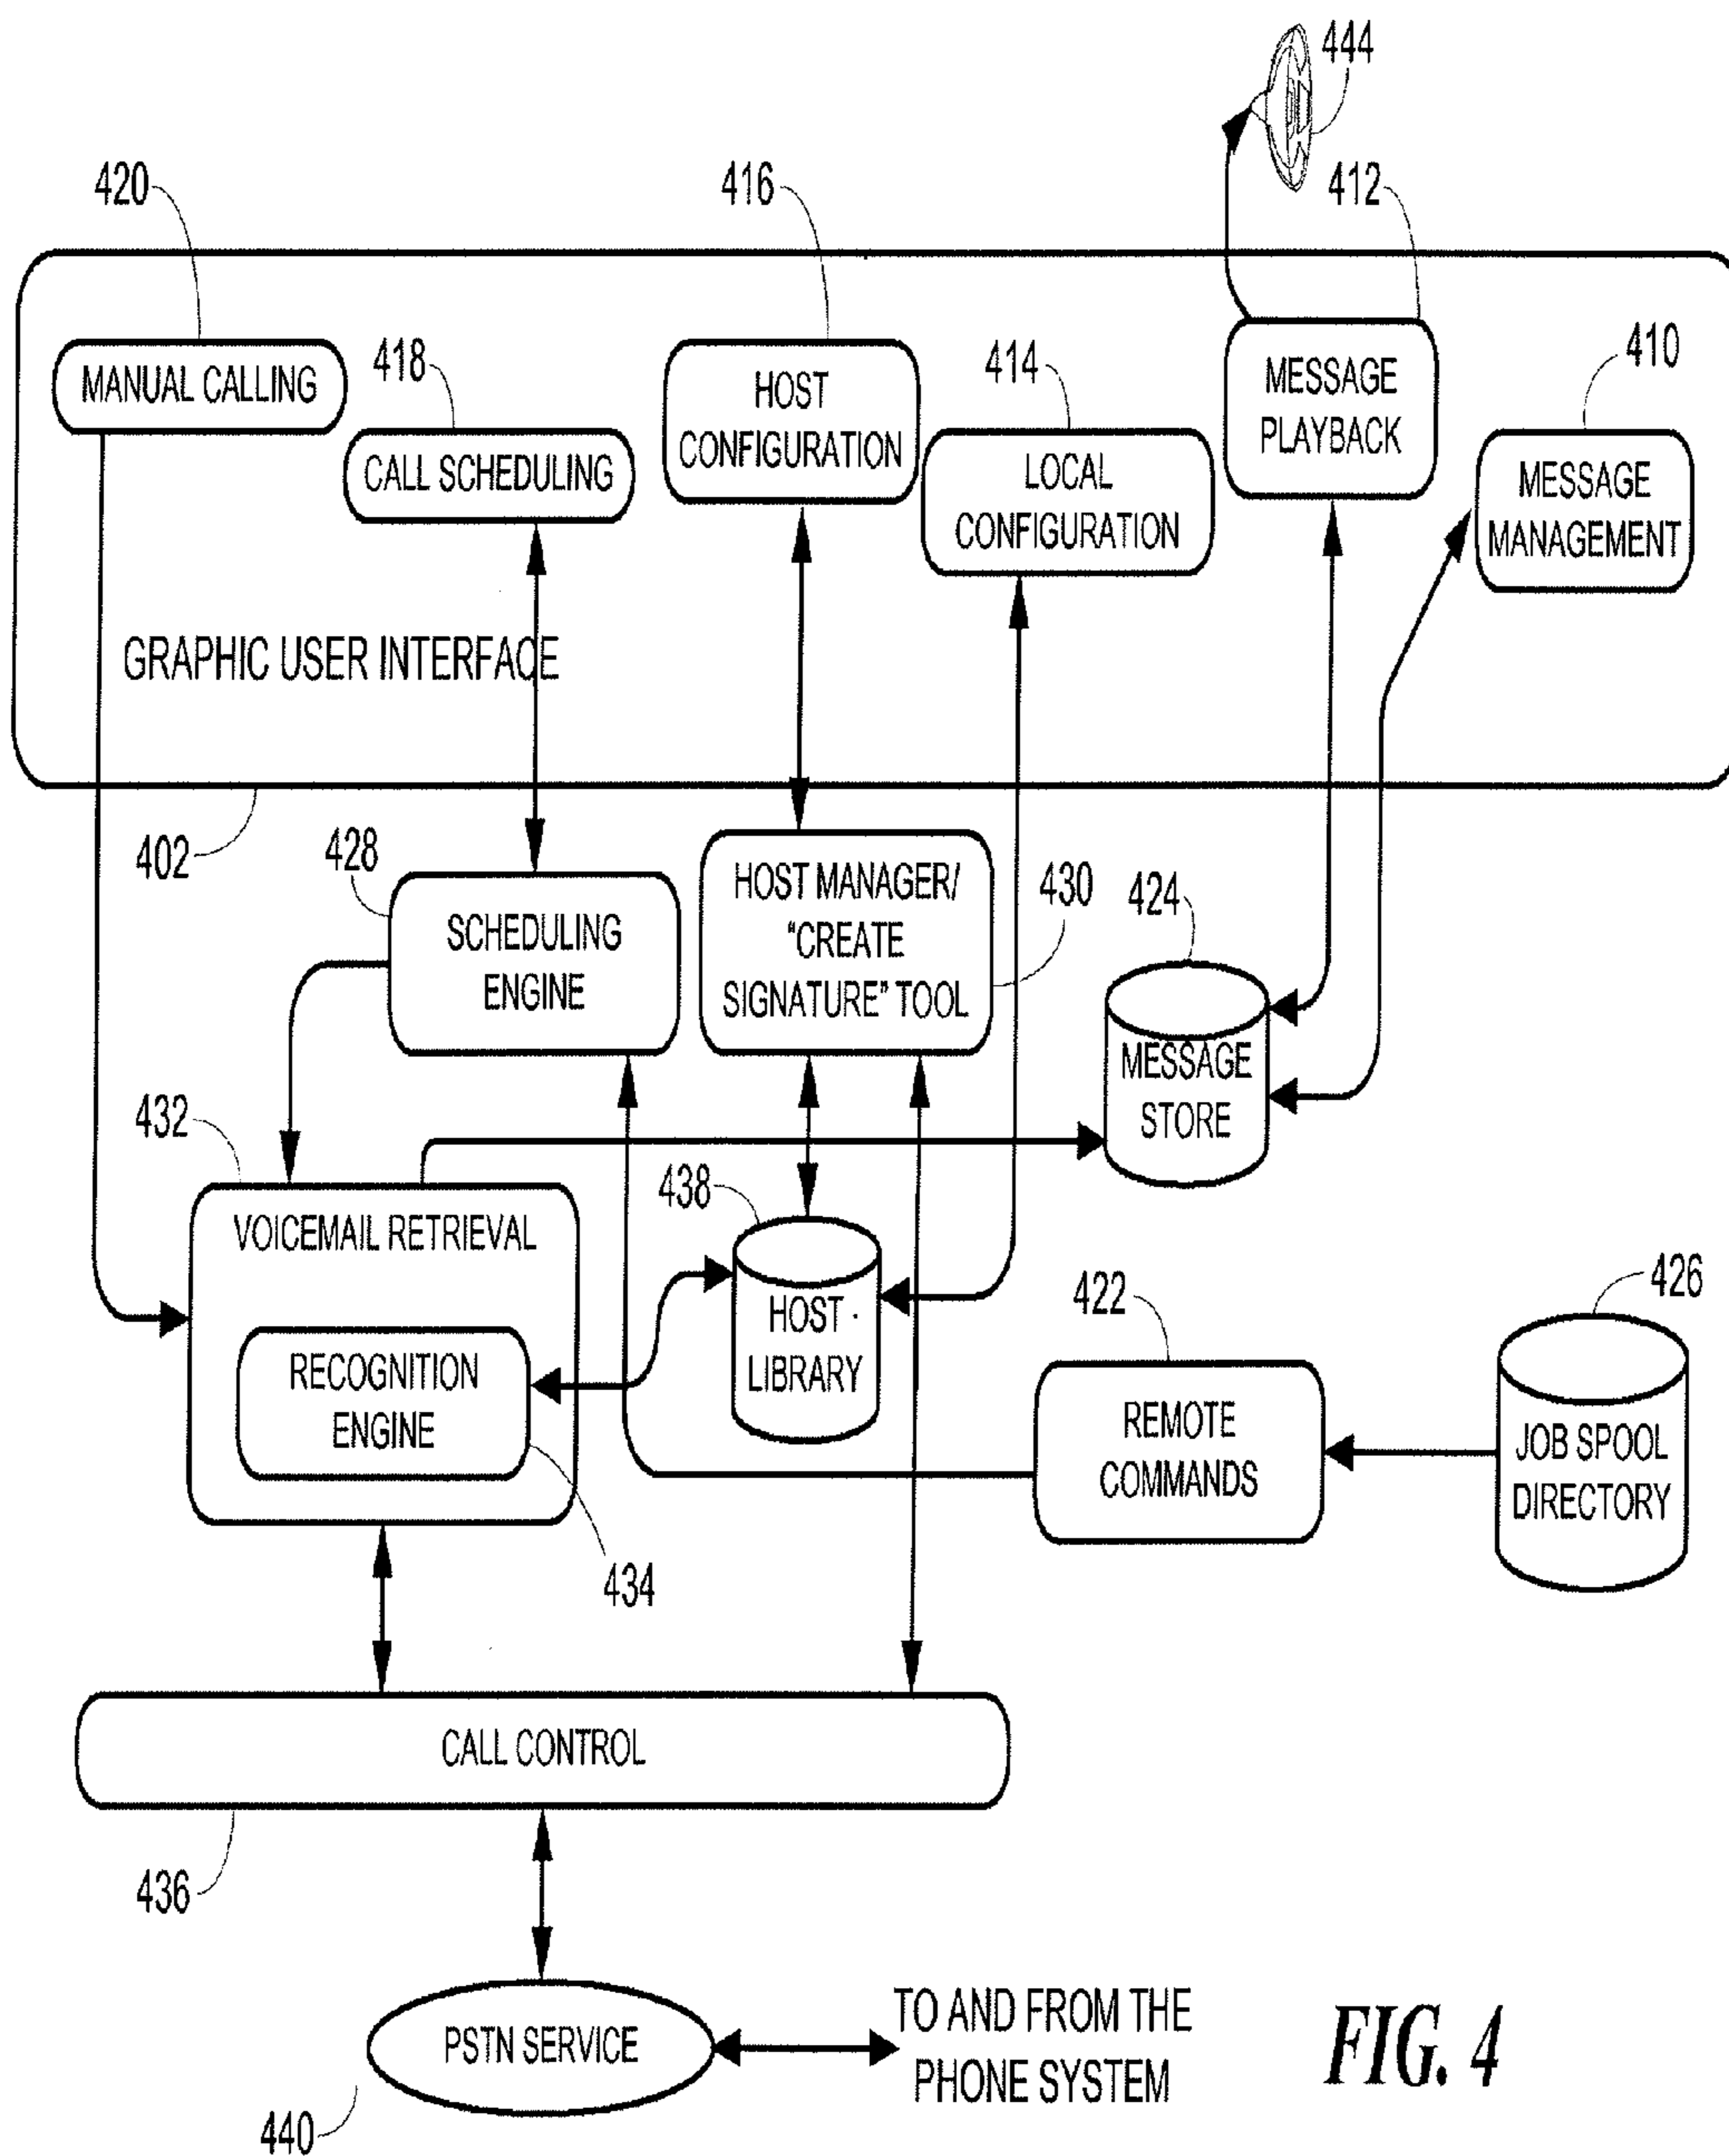 444
420
416
412
MANUAL CALLING
418
CALL SCHEDULING
HOST
CONFIGURATION
414
LOCAL
CONFIGURATION
MESSAGE
PLAYBACK
410
MESSAGE
MANAGEMENT
GRAPHIC USER INTERFACE
402
428
SCHEDULING
ENGINE
HOST MANAGER/
"CREATE
SIGNATURE" TOOL
430
424
MESSAGE
STORE
432
VOICEMAIL RETRIEVAL
438
HOST
LIBRARY
RECOGNITION
ENGINE
434
422
REMOTE
COMMANDS
426
JOB SPOOL
DIRECTORY
CALL CONTROL
436
PSTN SERVICE
440
TO AND FROM THE
PHONE SYSTEM
FIG. 4